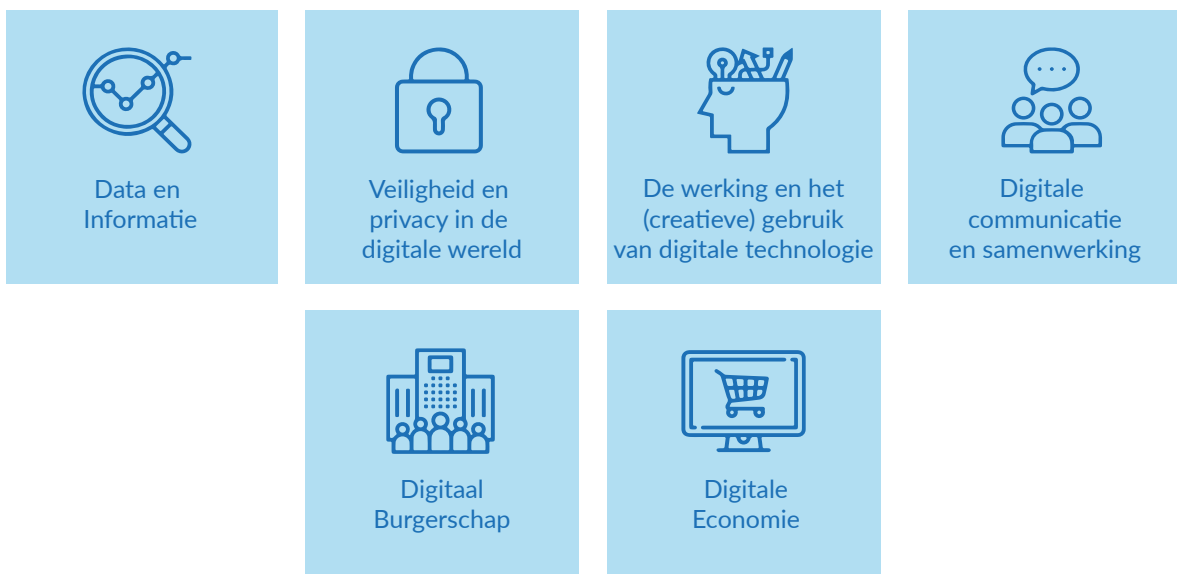 Data en
Informatie
Veiligheid en
privacy in de
digitale wereld
De werking en het
(creatieve) gebruik
van digitale technologie
Digitale
communicatie
en samenwerking
Digitaal
Burgerschap
Digitale
Economie